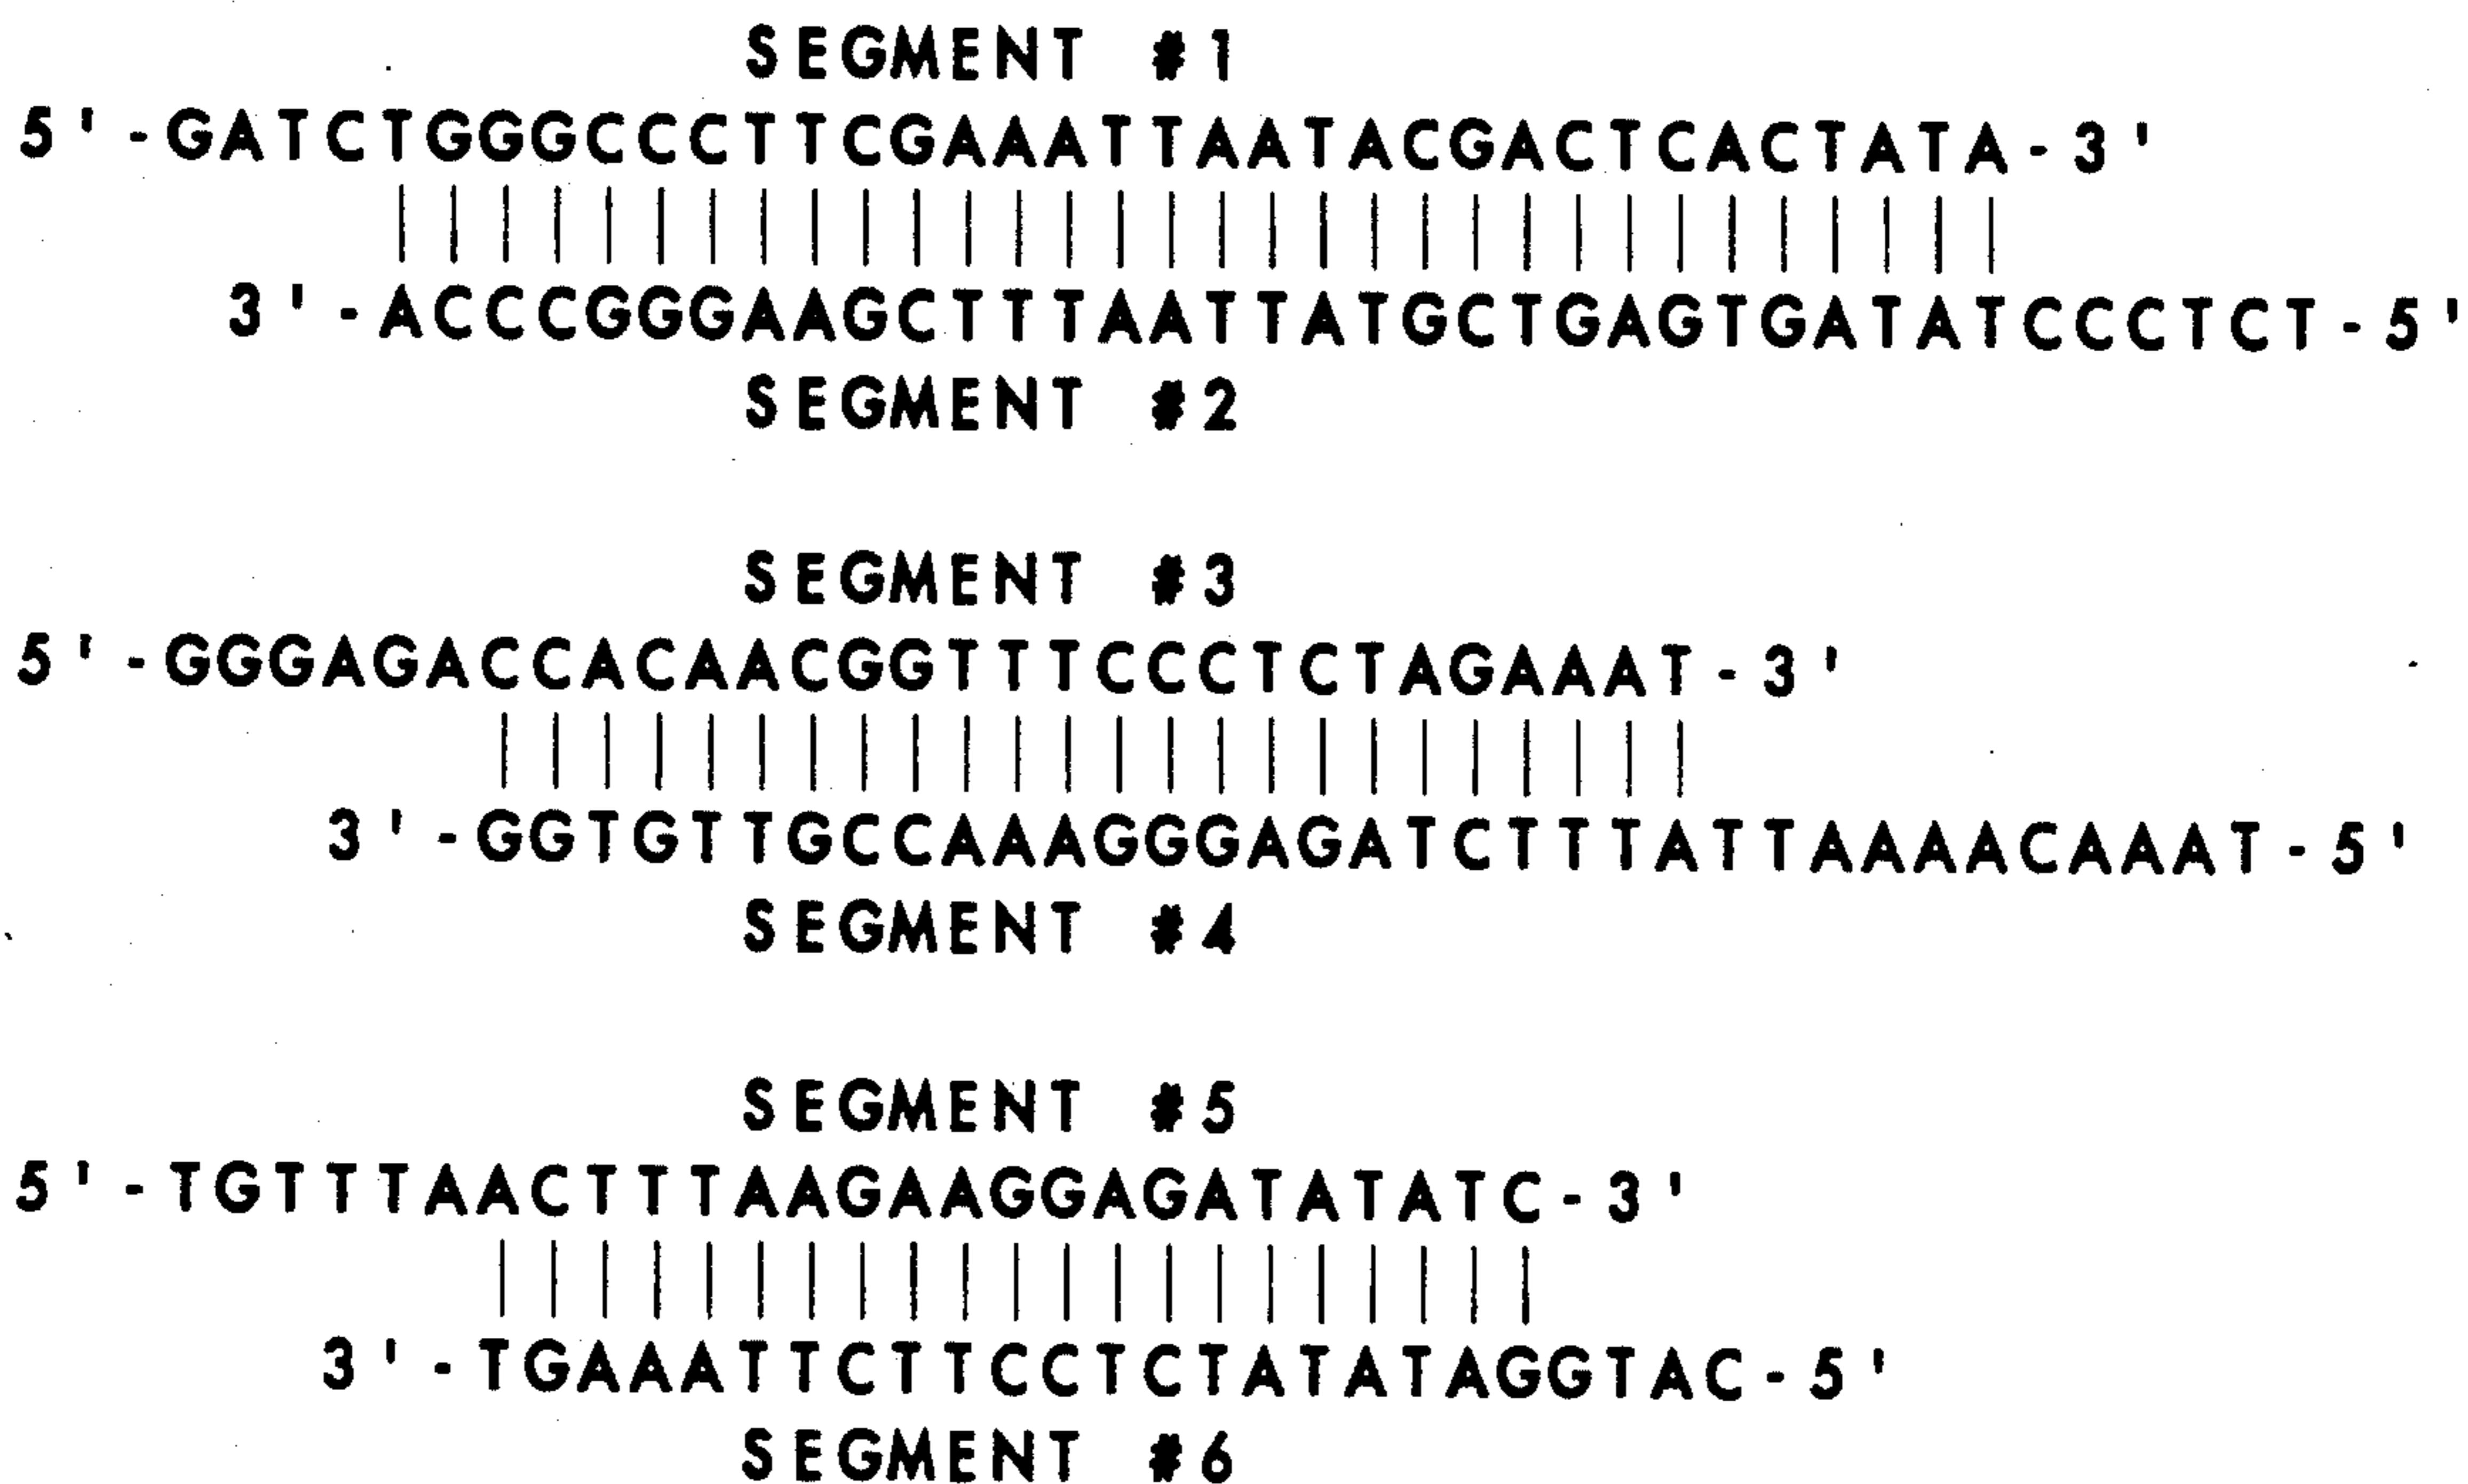 SEGMENT #1
5'-GATCTGGGCCCTTCGAAATTAATACGACTCACTATA-3'
3'-ACCCGGGAAGCTTTAATTATGCTGAGTGATATCCCTCT-5'
SEGMENT #2
SEGMENT #3
5'-GGGAGACCACAACGGTTTCCCTCTAGAAAT-3'
3'-GGTGTTGCCAAAGGGAGATCTTTATTAAAACAAAT-5'
SEGMENT #4
SEGMENT #5
5'-TGTTTAACTTTAAGAAGGAGATATATC-3'
3'-TGAAATTCTTCCTCTATATAGGTAC-5'
SEGMENT #6